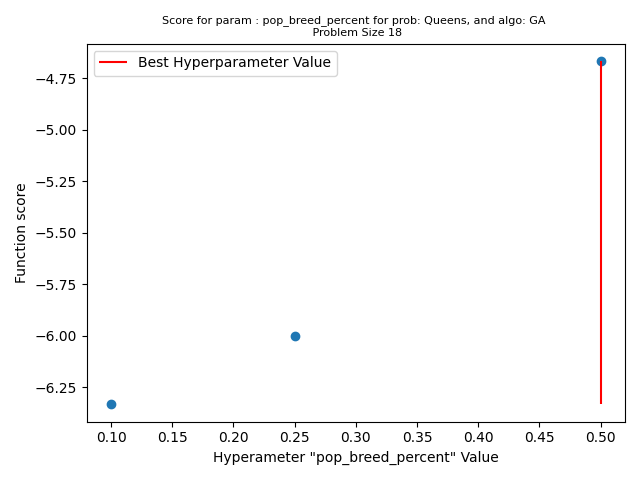 Score for param : pop_breed_percent for prob: Queens, and algo: GA
Problem Size 18
Best Hyperparameter Value
−4.75
−5.00
−5.25
−5.50
−5.75
−6.00
−6.25
Function score
0.10 0.15 0.20 0.25 0.30 0.35 0.40 0.45 0.50
Hyperameter "pop_breed_percent" Value